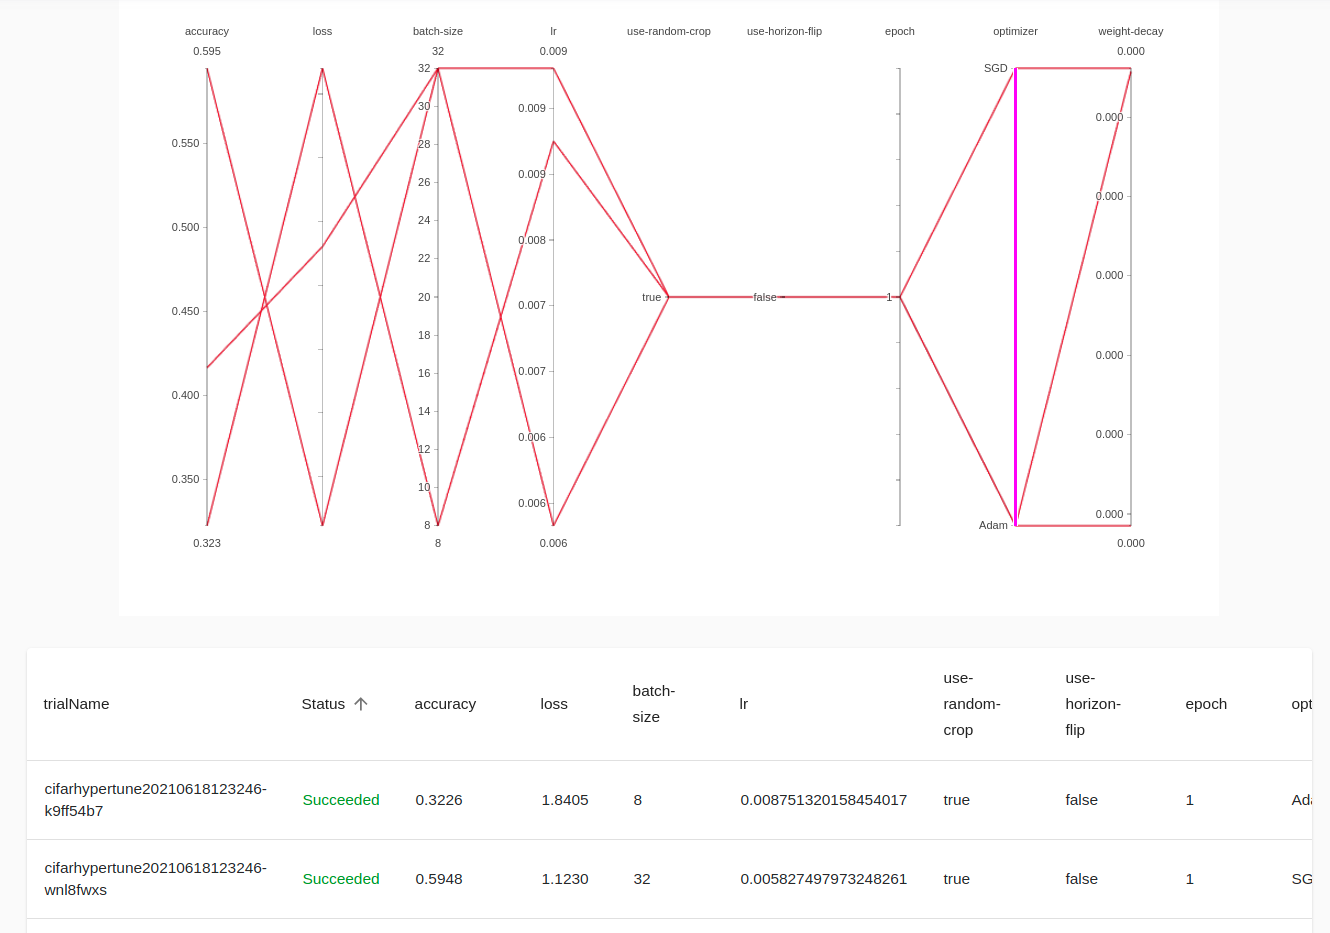 accuracy loss batch-size lr use-random-crop use-horizon-flip epoch optimizer weight-decay
0.595 32 0.009 0.000
32 SGD
30 0.009
0.000
0.550 28
26 0.009
24 0.000
0.500
22 0.008
0.000
20 true false 1
0.450 0.007
18
0.000
16 0.007
0.400
14
12 0.006 0.000
0.350
10
0.006
0.000
8 Adam
0.323 8 0.006 0.000
trialName Status accuracy loss batch-size lr use-random-crop use-horizon-flip epoch opt
cifarhypertune20210618123246-
k9ff54b7
Succeeded 0.3226 1.8405 8 0.008751320158454017 true false 1 Ada
cifarhypertune20210618123246-
wnl8fwxs
Succeeded 0.5948 1.1230 32 0.005827497973248261 true false 1 SG